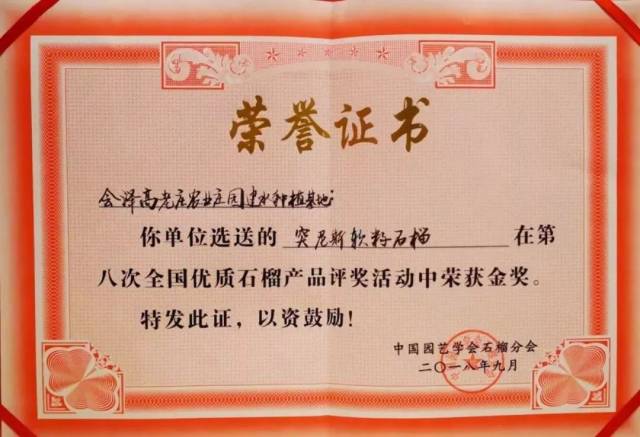 荣誉证书
会泽高老庄农业庄园建水种植基地
你单位选送的 突尼斯软籽石榴 在第
八次全国优质石榴产品评奖活动中荣获金奖。
特发此证，以资鼓励！
中国园艺学会石榴分会
二〇一八年九月